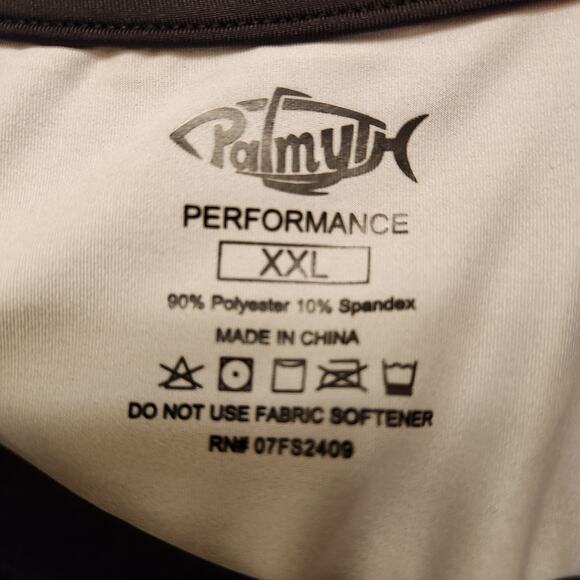 Palmyth
PERFORMANCE
XXL
90% Polyester 10% Spandex
MADE IN CHINA
DO NOT USE FABRIC SOFTENER
RN# 07FS2409